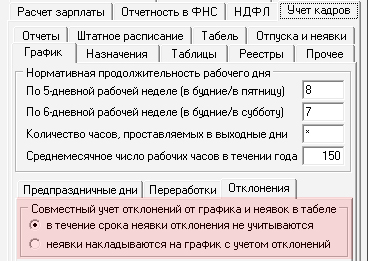 Расчет зарплаты Отчетность в ФНС НДФЛ Учет кадров
Отчеты Штатное расписание Табель Отпуска и неявки
График Назначения Таблицы Реестры Прочее
Нормативная продолжительность рабочего дня
По 5-дневной рабочей неделе (в будние/в пятницу) 8
По 6-дневной рабочей неделе (в будние/в субботу) 7
Количество часов, проставляемых в выходные дни *
Среднемесячное число рабочих часов в течении года 150
Предпраздничные дни Переработки Отклонения
Совместный учет отклонений от графика и неявок в табеле
в течение срока неявки отклонения не учитываются
неявки накладываются на график с учетом отклонений